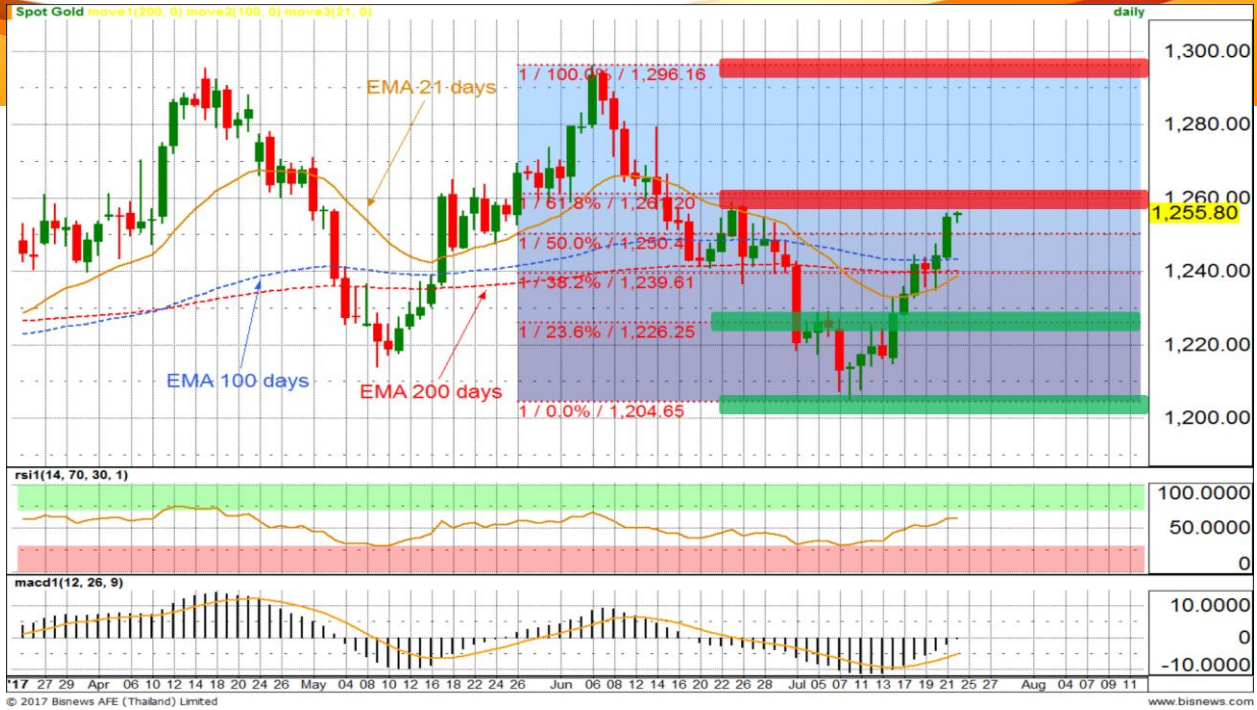 Spot Gold move1(200, 0) move2(100, 0) move3(21, 0)
daily
1,300.00
1,280.00
1,260.00
1,255.80
1,240.00
1,220.00
1,200.00
EMA 21 days
EMA 100 days
EMA 200 days
1 / 100.0% / 1,296.16
1 / 61.8% / 1,261.20
1 / 50.0% / 1,250.4
1 / 38.2% / 1,239.61
1 / 23.6% / 1,226.25
1 / 0.0% / 1,204.65
rsi1(14, 70, 30, 1)
100.0000
50.0000
0
macd1(12, 26, 9)
10.0000
0
-10.0000
'17 27 29 Apr 06 10 12 14 18 20 24 26 May 04 08 10 12 16 18 22 24 26 Jun 06 08 12 14 16 20 22 26 28 Jul 05 07 11 13 17 19 21 25 27 Aug 04 07 09 11
© 2017 Bisnews AFE (Thailand) Limited
www.bisnews.com